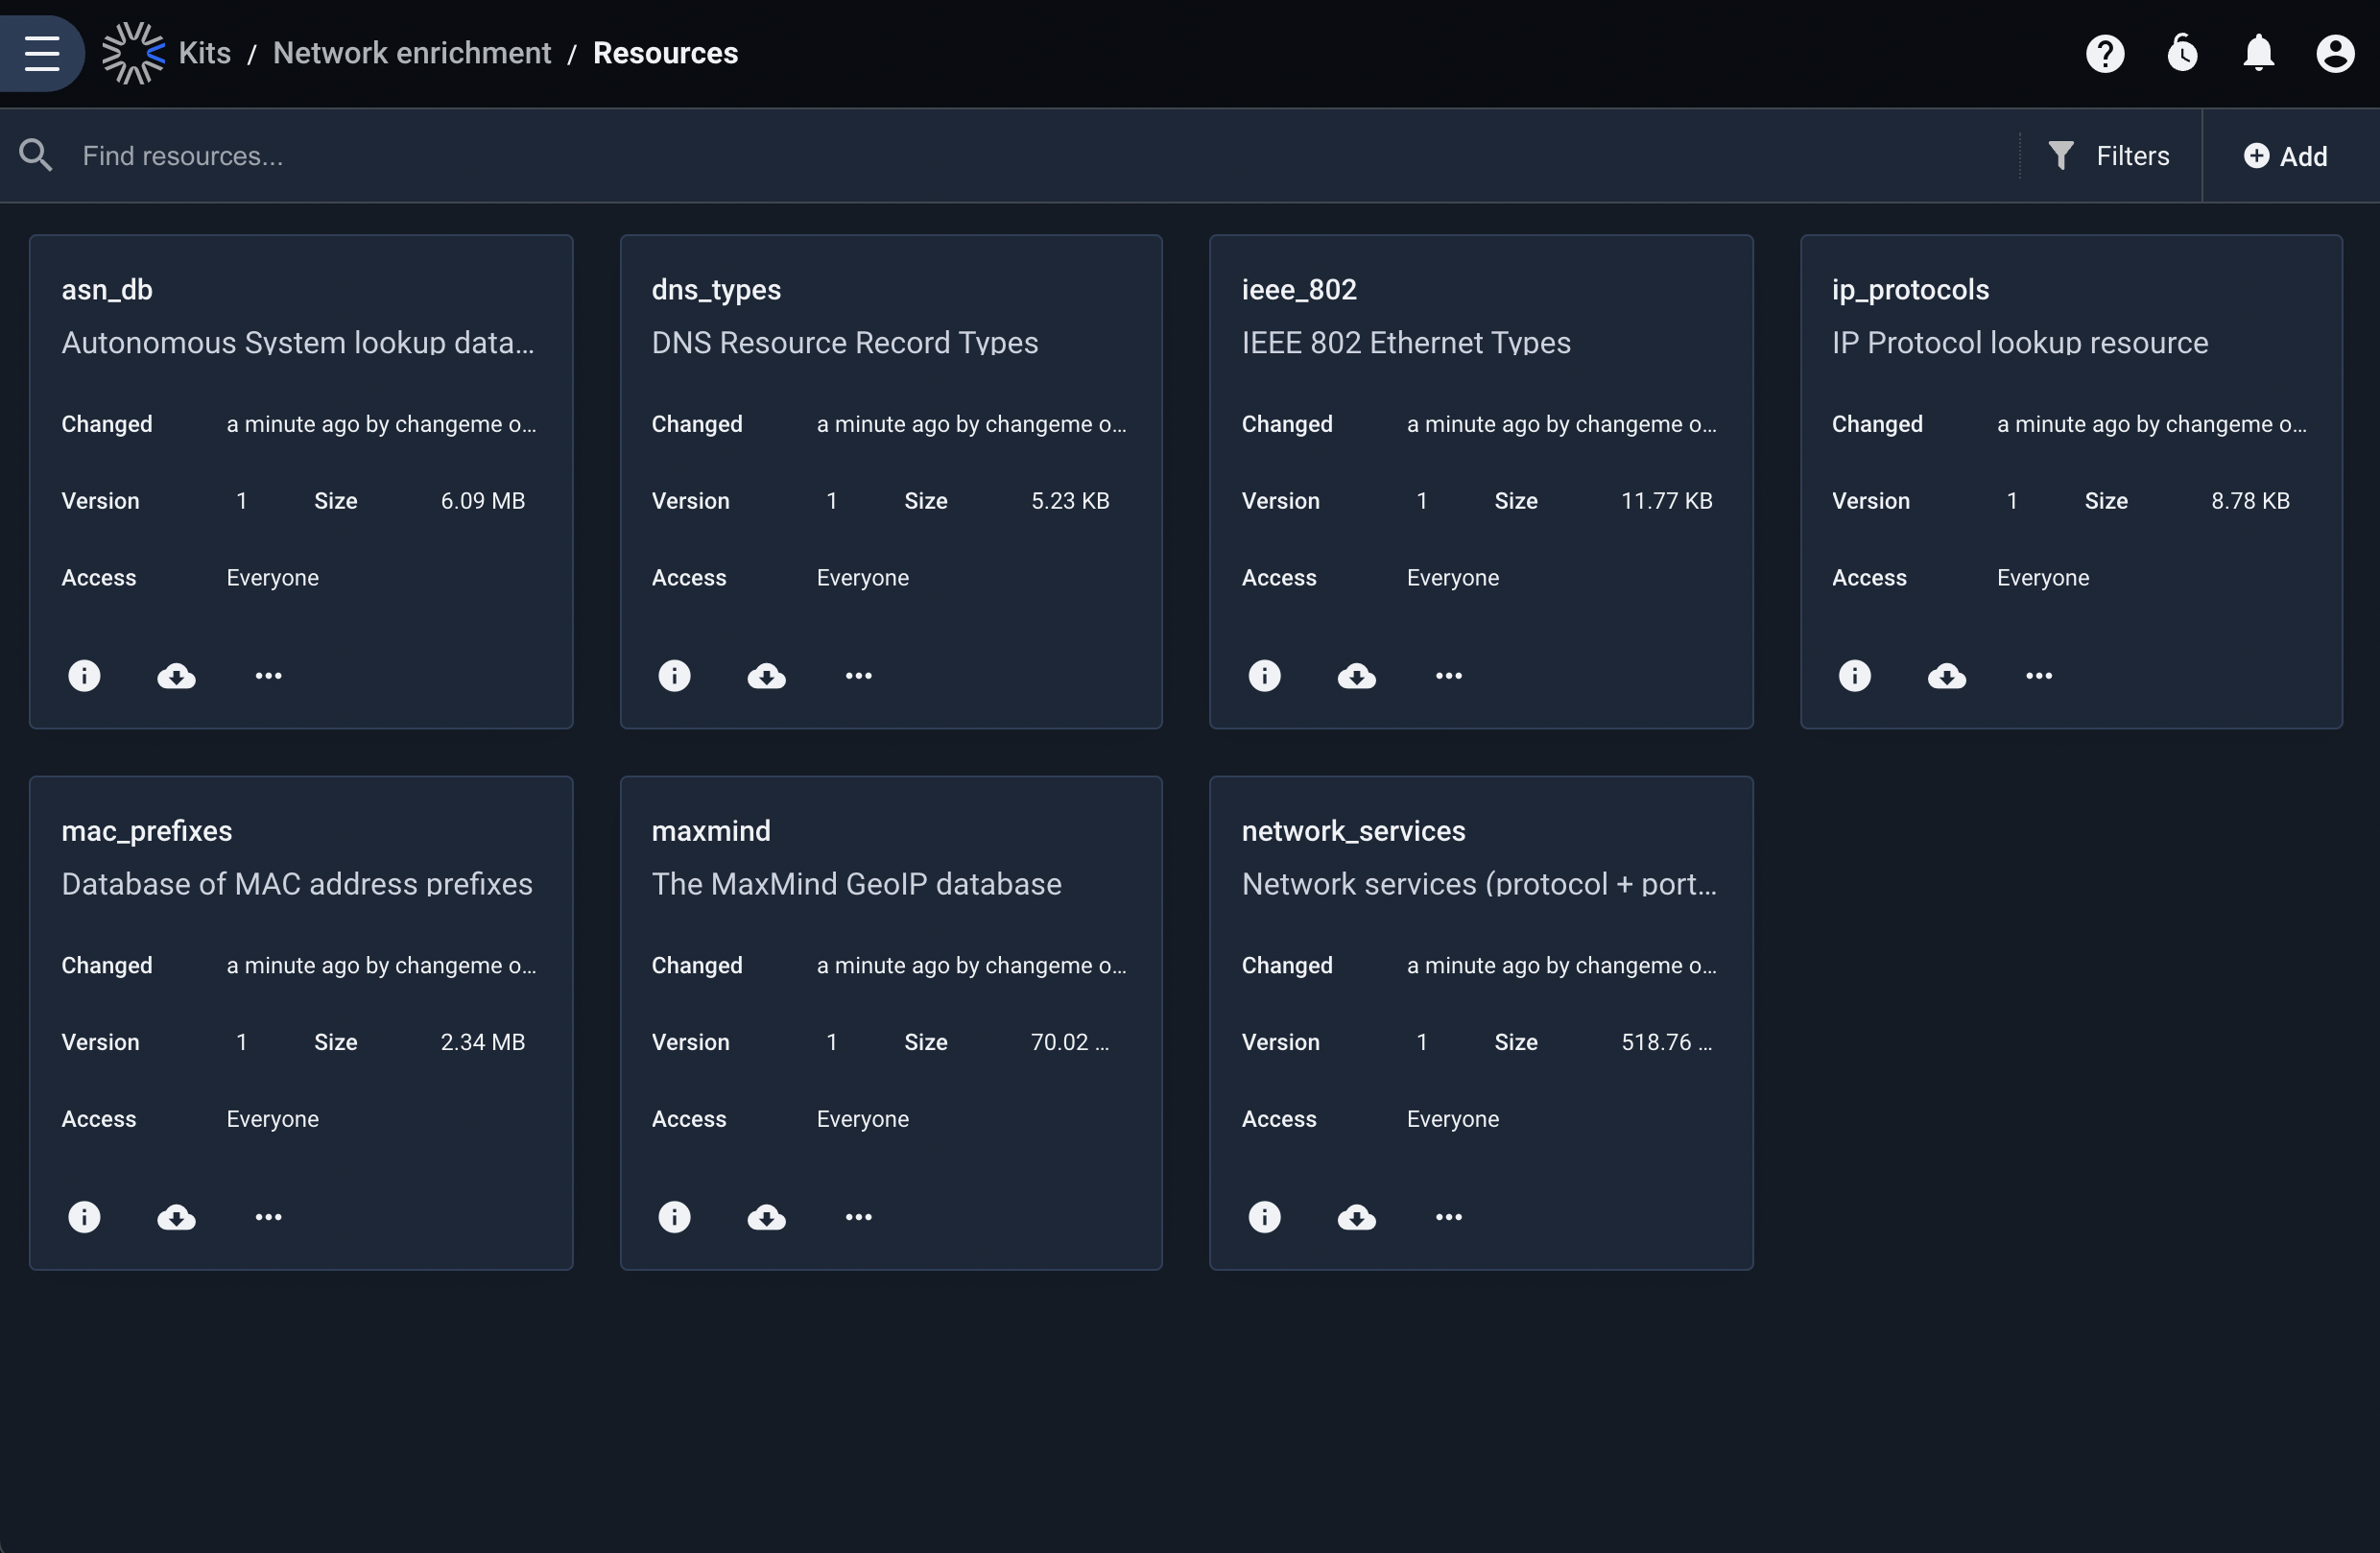 Kits / Network enrichment / Resources
Find resources...
Filters
Add
asn_db
Autonomous System lookup data...
Changed a minute ago by changeme o...
Version 1 Size 6.09 MB
Access Everyone
dns_types
DNS Resource Record Types
Changed a minute ago by changeme o...
Version 1 Size 5.23 KB
Access Everyone
ieee_802
IEEE 802 Ethernet Types
Changed a minute ago by changeme o...
Version 1 Size 11.77 KB
Access Everyone
ip_protocols
IP Protocol lookup resource
Changed a minute ago by changeme o...
Version 1 Size 8.78 KB
Access Everyone
mac_prefixes
Database of MAC address prefixes
Changed a minute ago by changeme o...
Version 1 Size 2.34 MB
Access Everyone
maxmind
The MaxMind GeoIP database
Changed a minute ago by changeme o...
Version 1 Size 70.02 ...
Access Everyone
network_services
Network services (protocol + port...
Changed a minute ago by changeme o...
Version 1 Size 518.76 ...
Access Everyone